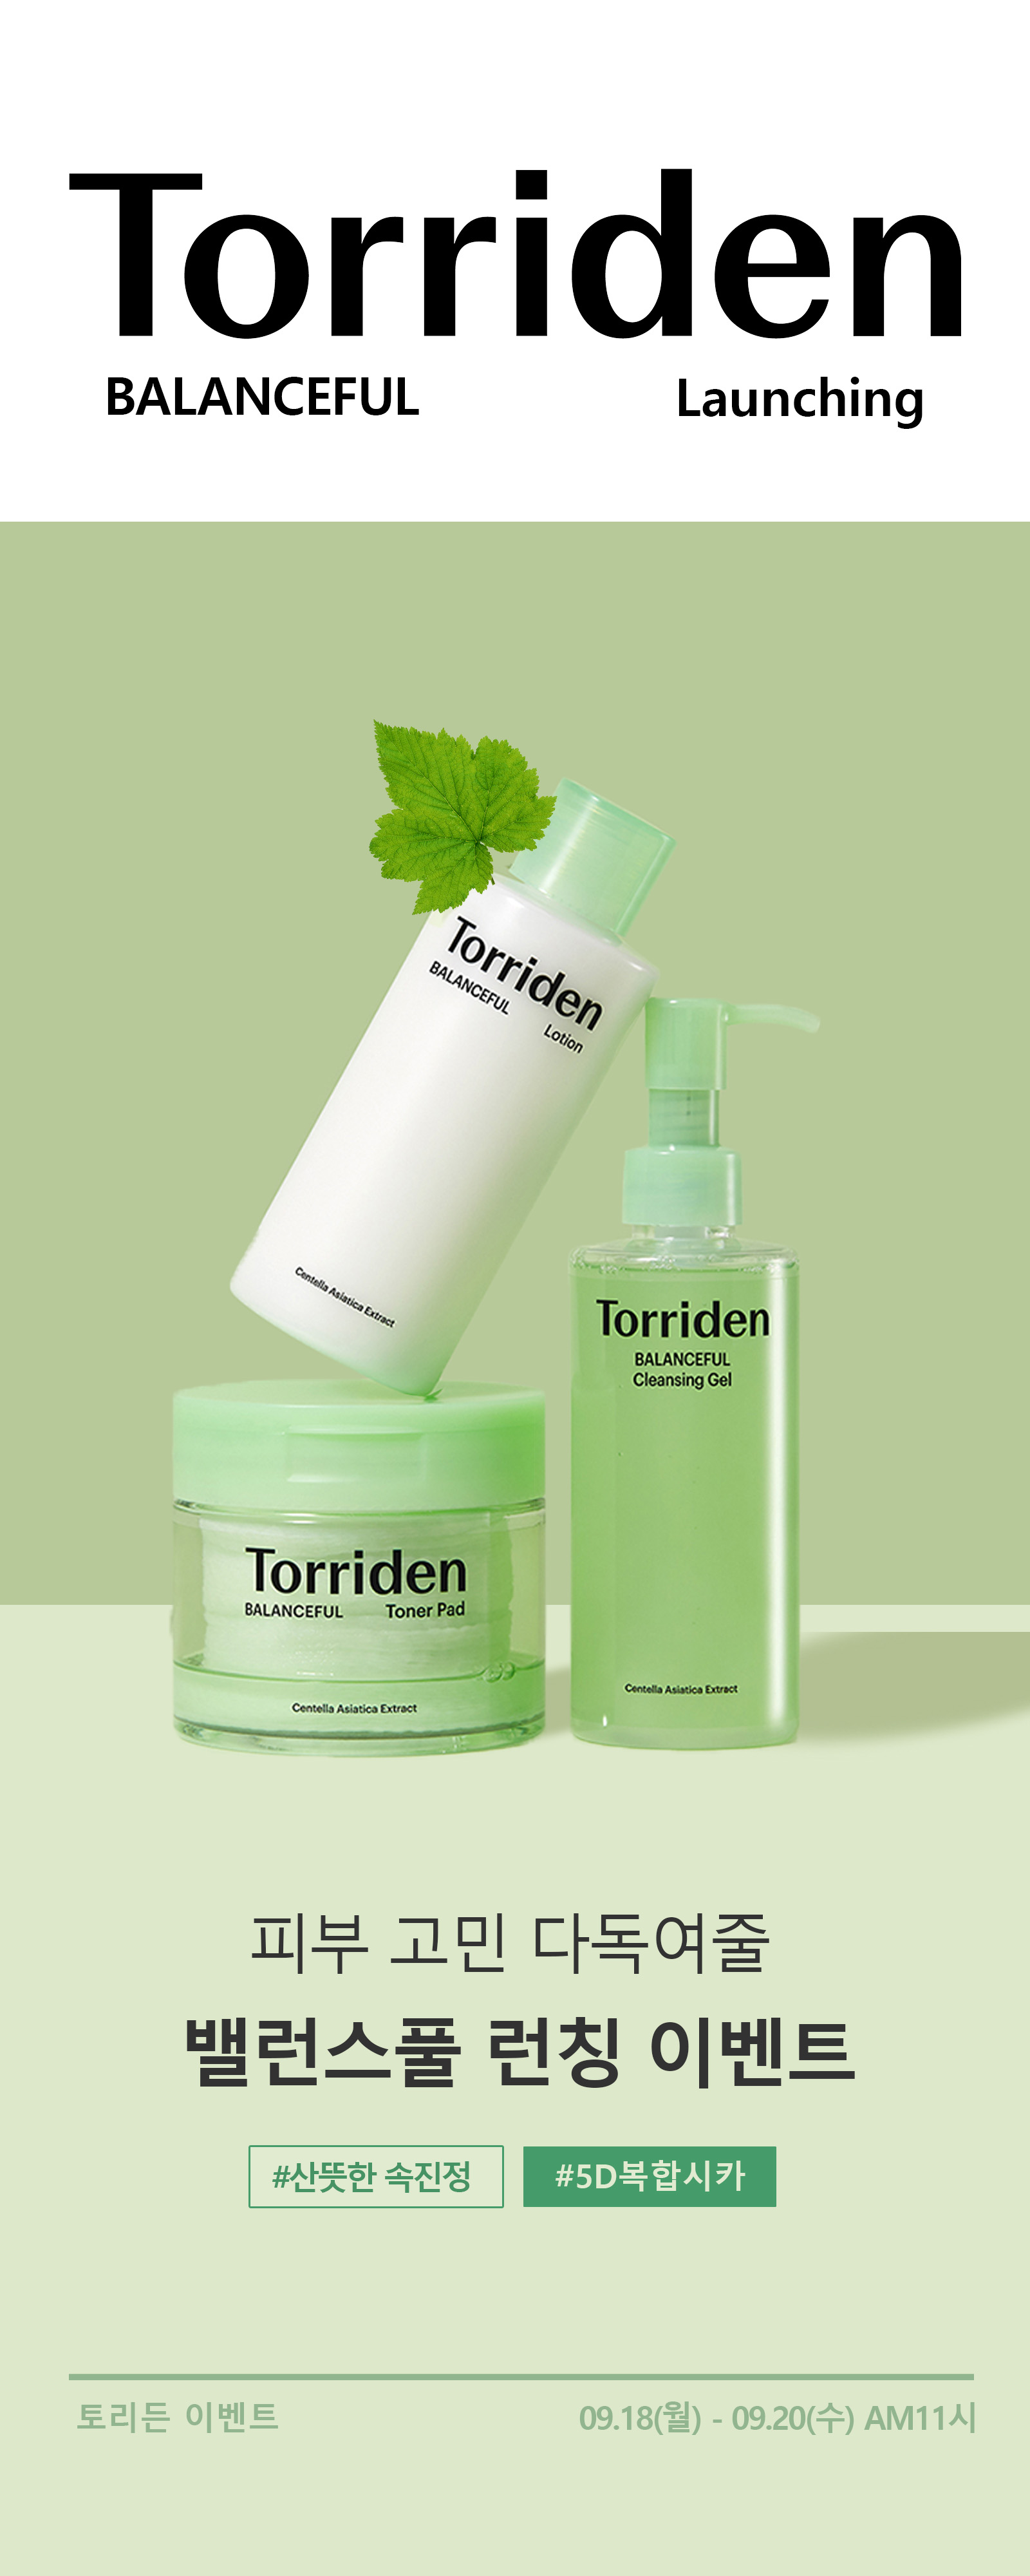 Torriden
BALANCEFUL Launching
Torriden
BALANCEFUL
Lotion
Centella Asiatica Extract
Torriden
BALANCEFUL
Cleansing Gel
Centella Asiatica Extract
Torriden
BALANCEFUL Toner Pad
Centella Asiatica Extract
피부 고민 다독여줄
밸런스풀 런칭 이벤트
#산뜻한 속진정 #5D복합시카
토리든 이벤트 09.18(월) - 09.20(수) AM11시